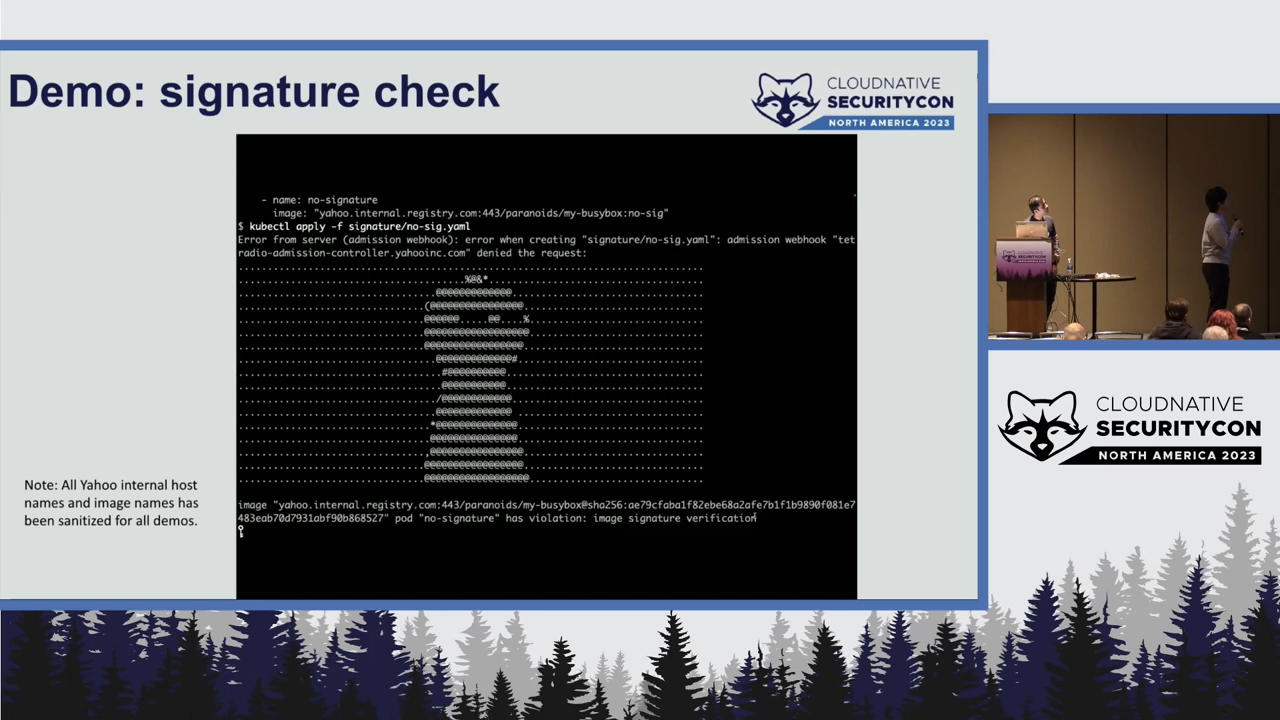 Demo: signature check
CLOUDNATIVE
SECURITYCON
NORTH AMERICA 2023
- name: no-signature
image: "yahoo.internal.registry.com:443/paranoids/my-busybox:no-sig"
$ kubectl apply -f signature/no-sig.yaml
Error from server (admission webhook): error when creating "signature/no-sig.yaml": admission webhook "tet
radio-admission-controller.yahooinc.com" denied the request:
image "yahoo.internal.registry.com:443/paranoids/my-busybox@sha256:ae79cfaba1f82ebe68a2afe7b1f1b9890f081e7
483eab70d7931abf90b868527" pod "no-signature" has violation: image signature verification
Note: All Yahoo internal host
names and image names has
been sanitized for all demos.
CLOUDNATIVE
SECURITYCON
NORTH AMERICA 2023